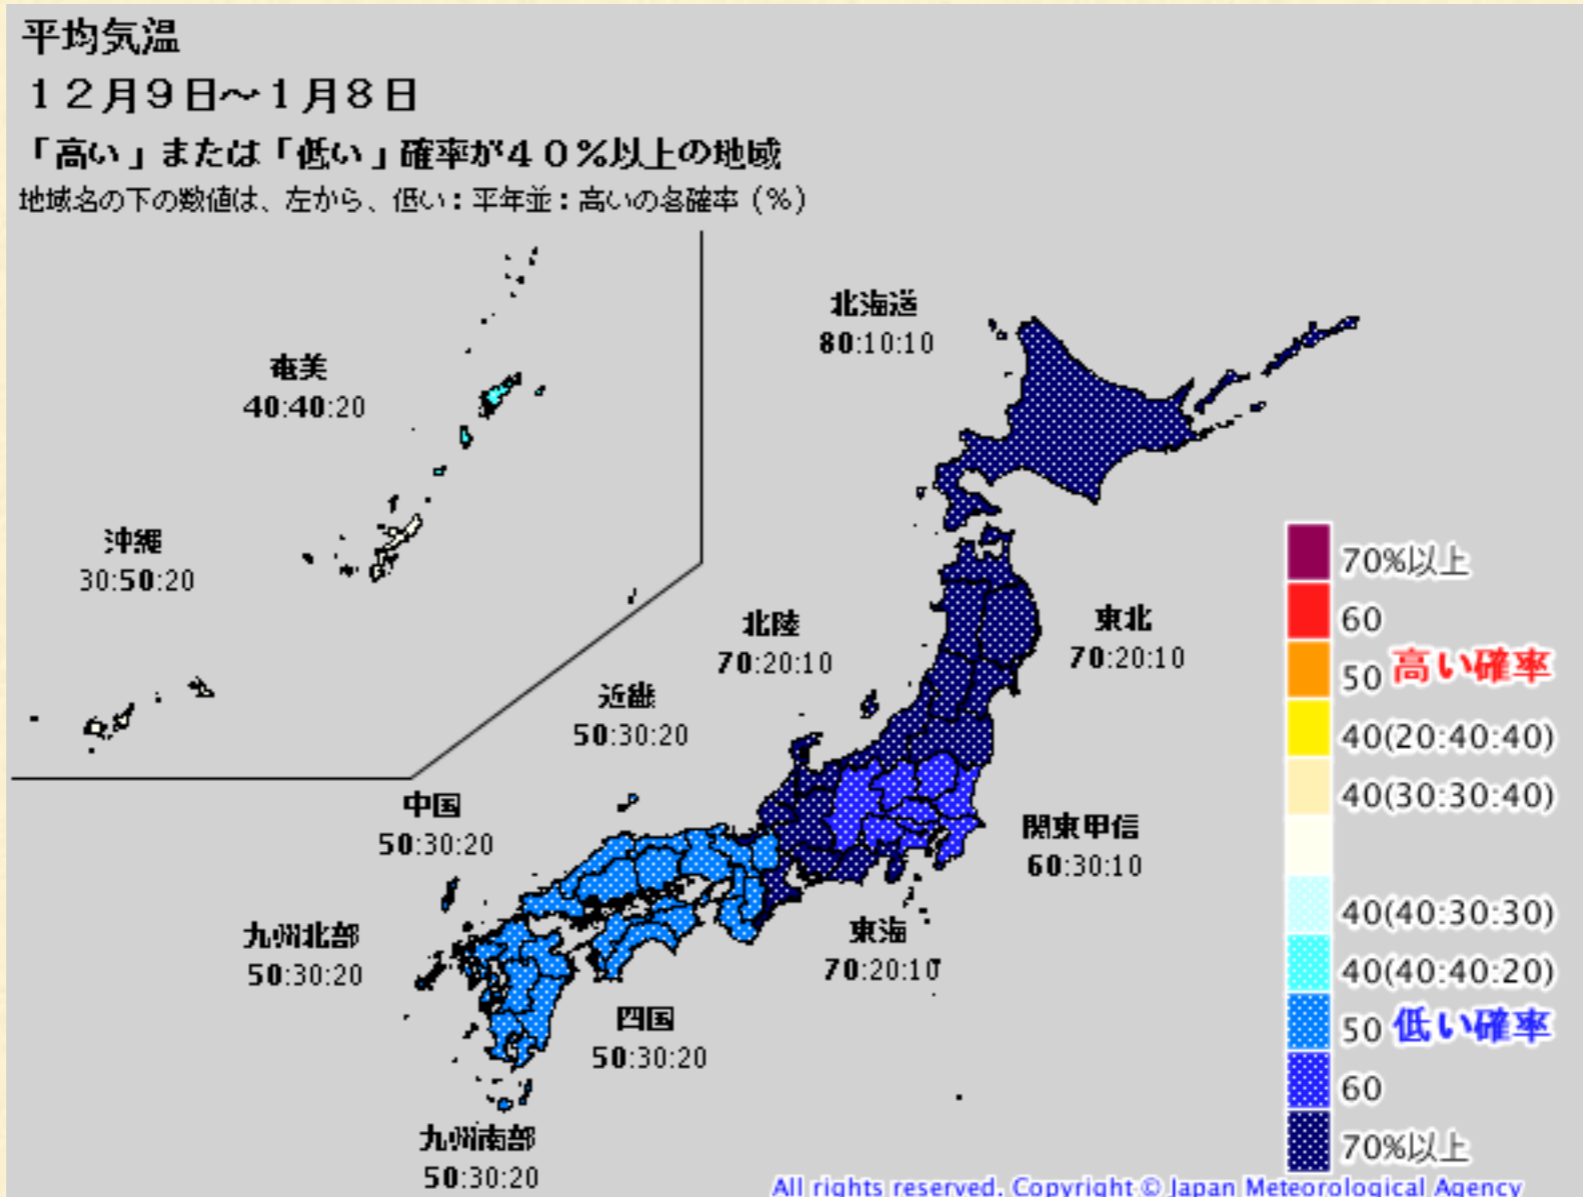 平均気温
12月9日～1月8日
「高い」または「低い」確率が40%以上の地域
地域名の下の数値は、左から、低い：平年並：高いの各確率（%）
北海道
80:10:10
奄美
40:40:20
沖縄
30:50:20
北陸
70:20:10
東北
70:20:10
近畿
50:30:20
中国
50:30:20
関東甲信
60:30:10
九州北部
50:30:20
東海
70:20:10
四国
50:30:20
九州南部
50:30:20
70%以上
60
50 高い確率
40(20:40:40)
40(30:30:40)
40(40:30:30)
40(40:40:20)
50 低い確率
60
70%以上
All rights reserved. Copyright © Japan Meteorological Agency